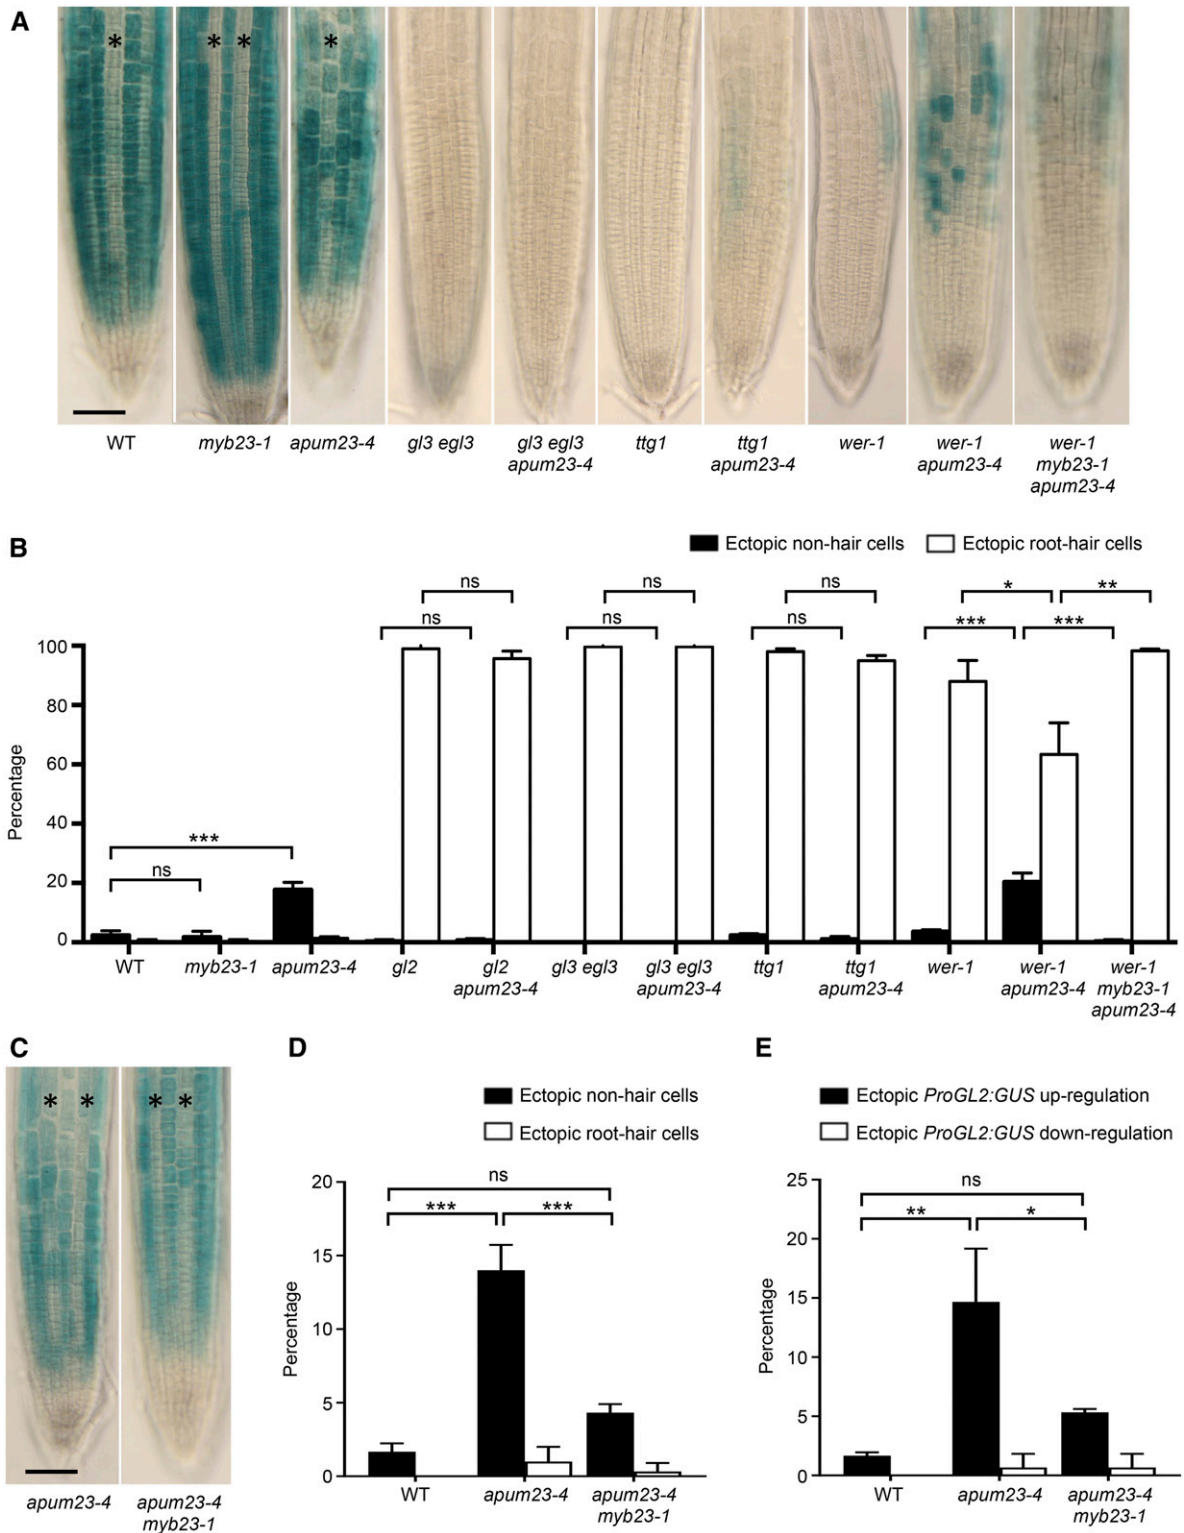 A
* * * *
WT myb23-1 apum23-4 gl3 egl3 gl3 egl3 ttg1 ttg1 wer-1 wer-1 wer-1
apum23-4 apum23-4 apum23-4 myb23-1
apum23-4
B
Ectopic non-hair cells Ectopic root-hair cells
ns ns ns * **
ns ns ns *** ***
100
80
60
40
20
0
Percentage
***
ns
WT myb23-1 apum23-4 gl2 gl2 gl3 egl3 gl3 egl3 ttg1 ttg1 wer-1 wer-1 wer-1
apum23-4 apum23-4 apum23-4 apum23-4 myb23-1
apum23-4
C
* * * *
apum23-4 apum23-4
myb23-1
D
Ectopic non-hair cells
Ectopic root-hair cells
ns
*** ***
20
15
10
5
0
Percentage
WT apum23-4 apum23-4
myb23-1
E
Ectopic ProGL2:GUS up-regulation
Ectopic ProGL2:GUS down-regulation
ns
** *
25
20
15
10
5
0
Percentage
WT apum23-4 apum23-4
myb23-1